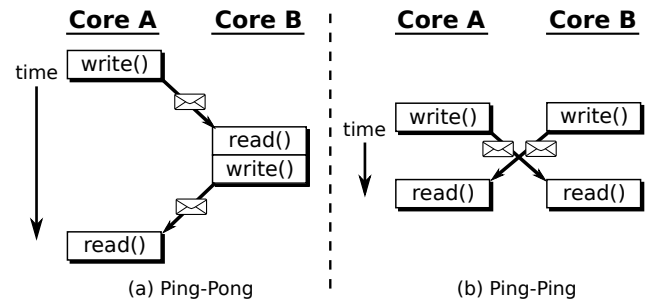 Core A Core B
write()
time
read()
write()
read()
(a) Ping-Pong
Core A Core B
write() write()
time
read() read()
(b) Ping-Ping